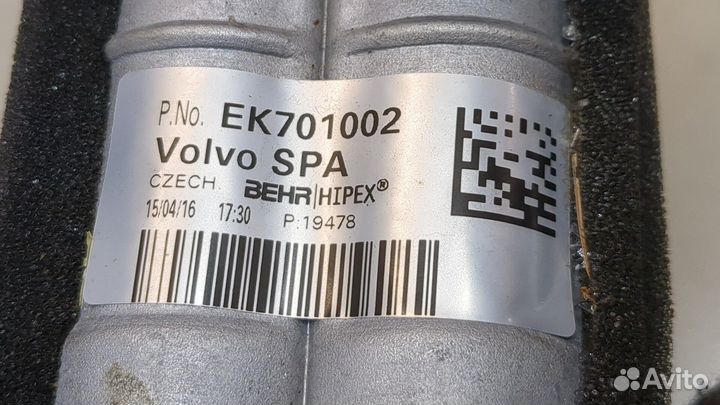 P.No. EK701002
Volvo SPA
CZECH. BEHR|HIPEX®
15/04/16 17:30 P:19478
Avito